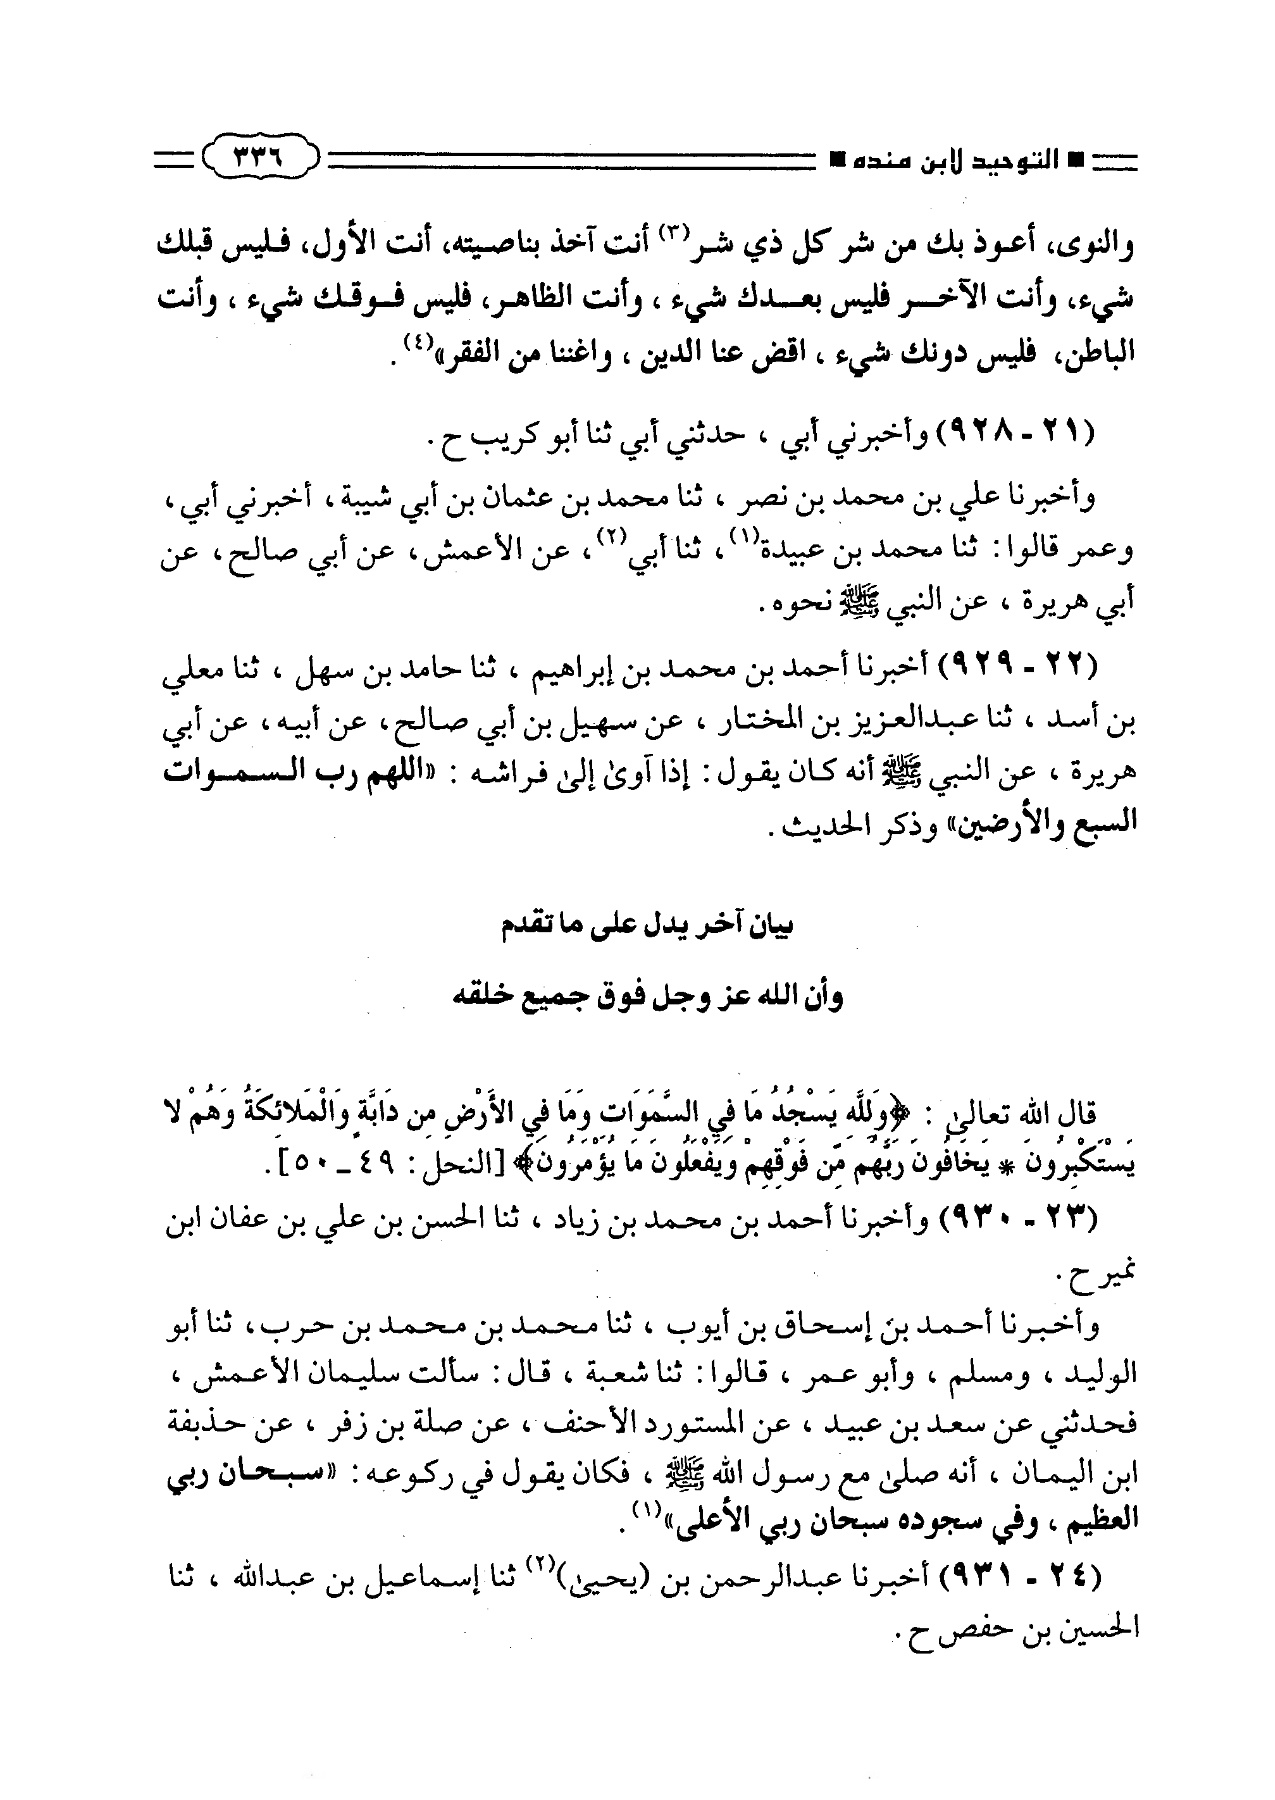 ■ التوحيد لابن منده ■ ٣٣٦
والنوى، أعوذ بك من شر كل ذي شر(٣) أنت آخذ بناصيته، أنت الأول، فليس قبلك
شيء، وأنت الآخر فليس بعدك شيء ، وأنت الظاهر، فليس فوقك شيء ، وأنت
الباطن، فليس دونك شيء ، اقض عنا الدين ، واغننا من الفقر»(٤).
(٢١ - ٩٢٨) وأخبرني أبي ، حدثني أبي ثنا أبو كريب ح.
وأخبرنا علي بن محمد بن نصر ، ثنا محمد بن عثمان بن أبي شيبة، أخبرني أبي،
وعمر قالوا: ثنا محمد بن عبيدة(١)، ثنا أبي(٢)، عن الأعمش، عن أبي صالح، عن
أبي هريرة ، عن النبي ﷺ نحوه.
(٢٢ - ٩٢٩) أخبرنا أحمد بن محمد بن إبراهيم ، ثنا حامد بن سهل ، ثنا معلي
بن أسد ، ثنا عبدالعزيز بن المختار ، عن سهيل بن أبي صالح، عن أبيه، عن أبي
هريرة ، عن النبي ﷺ أنه كان يقول: إذا آوىٰ إلىٰ فراشه : «اللهم رب السموات
السبع والأرضين» وذكر الحديث.
بيان آخر يدل على ما تقدم
وأن الله عز وجل فوق جميع خلقه
قال الله تعالىٰ : ﴿وَلِلَّهِ يَسْجُدُ مَا فِي السَّمَوَاتِ وَمَا فِي الأَرْضِ مِن دَابَّةٍ وَالْمَلائِكَةُ وَهُمْ لا
يَسْتَكْبِرُونَ * يَخَافُونَ رَبَّهُم مِّن فَوْقِهِمْ وَيَفْعَلُونَ مَا يُؤْمَرُونَ﴾ [النحل: ٤٩ـ٥٠].
(٢٣ - ٩٣٠) وأخبرنا أحمد بن محمد بن زياد ، ثنا الحسن بن علي بن عفان ابن
نمير ح.
وأخبرنا أحمد بن إسحاق بن أيوب ، ثنا محمد بن محمد بن حرب، ثنا أبو
الوليد ، ومسلم ، وأبو عمر ، قالوا: ثنا شعبة ، قال: سألت سليمان الأعمش ،
فحدثني عن سعد بن عبيد ، عن المستورد الأحنف ، عن صلة بن زفر ، عن حذيفة
ابن اليمان ، أنه صلىٰ مع رسول الله ﷺ ، فكان يقول في ركوعه: «سبحان ربي
العظيم ، وفي سجوده سبحان ربي الأعلى»(١).
(٢٤ - ٩٣١) أخبرنا عبدالرحمن بن (يحيىٰ)(٢) ثنا إسماعيل بن عبدالله ، ثنا
الحسين بن حفص ح.